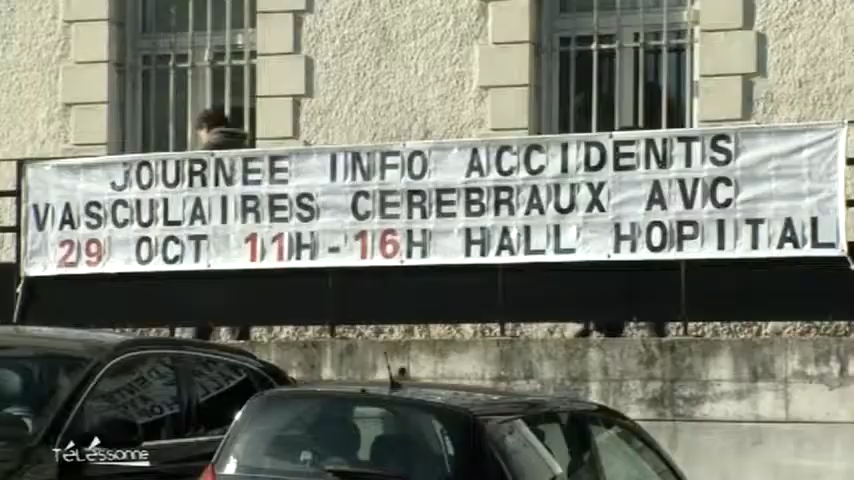 JOURNEE INFO ACCIDENTS
VASCULAIRES CEREBRAUX AVC
29 OCT 11H-16H HALL HOPITAL
Téléssonne